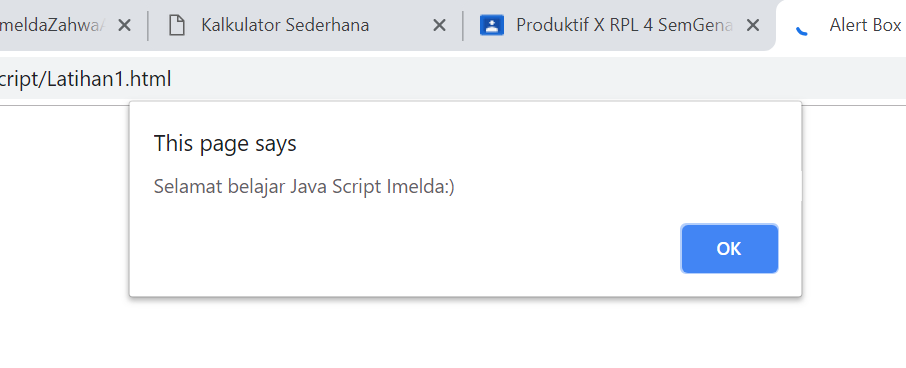 meldaZahwa/ Kalkulator Sederhana Produktif X RPL 4 SemGena Alert Box
cript/Latihan1.html
This page says
Selamat belajar Java Script Imelda:)
OK